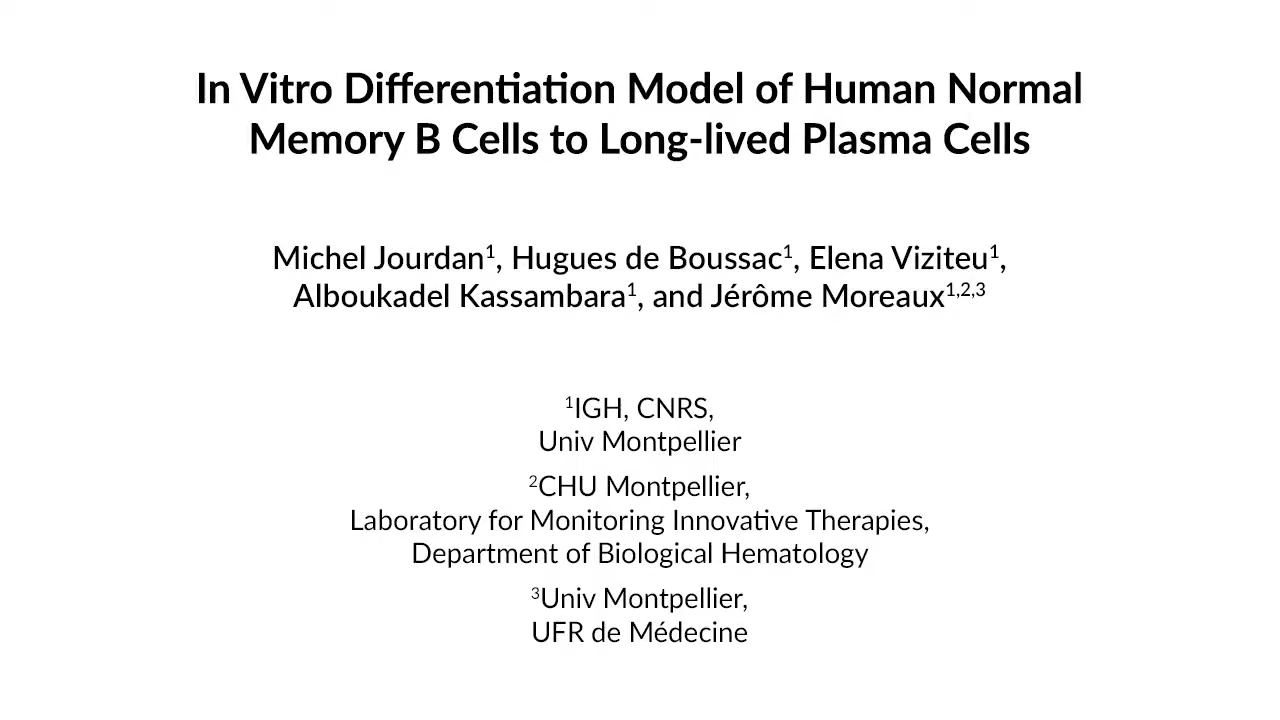 In Vitro Differentiation Model of Human Normal
Memory B Cells to Long-lived Plasma Cells
Michel Jourdan¹, Hugues de Boussac¹, Elena Viziteu¹,
Alboukadel Kassambara¹, and Jérôme Moreaux¹,²,³
¹IGH, CNRS,
Univ Montpellier
²CHU Montpellier,
Laboratory for Monitoring Innovative Therapies,
Department of Biological Hematology
³Univ Montpellier,
UFR de Médecine